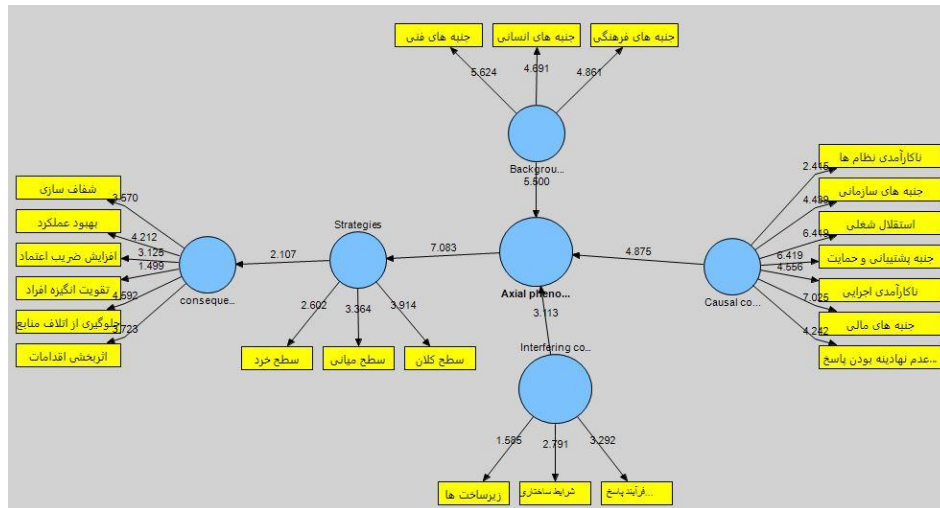 جنبه های فنی
جنبه های انسانی
جنبه های فرهنگی
5.624
4.691
4.861
Backgrou...
5.500
ناکارآمدی نظام ها
جنبه های سازمانی
استقلال شغلی
جنبه پشتیبانی و حمایت
ناکارآمدی اجرایی
جنبه های مالی
عدم نهادینه بودن پاسخ...
2.415
4.439
6.419
6.419
4.556
7.025
4.242
Causal co...
4.875
Axial pheno...
7.083
Strategies
2.107
2.602
3.364
3.914
سطح خرد
سطح میانی
سطح کلان
شفاف سازی
بهبود عملکرد
افزایش ضریب اعتماد
تقویت انگیزه افراد
جلوگیری از اتلاف منابع
اثربخشی اقدامات
3.570
4.212
3.125
1.499
4.592
3.723
conseque...
3.113
Interfering co...
1.585
2.791
3.292
زیرساخت ها
شرایط ساختاری
فرآیند پاسخ...